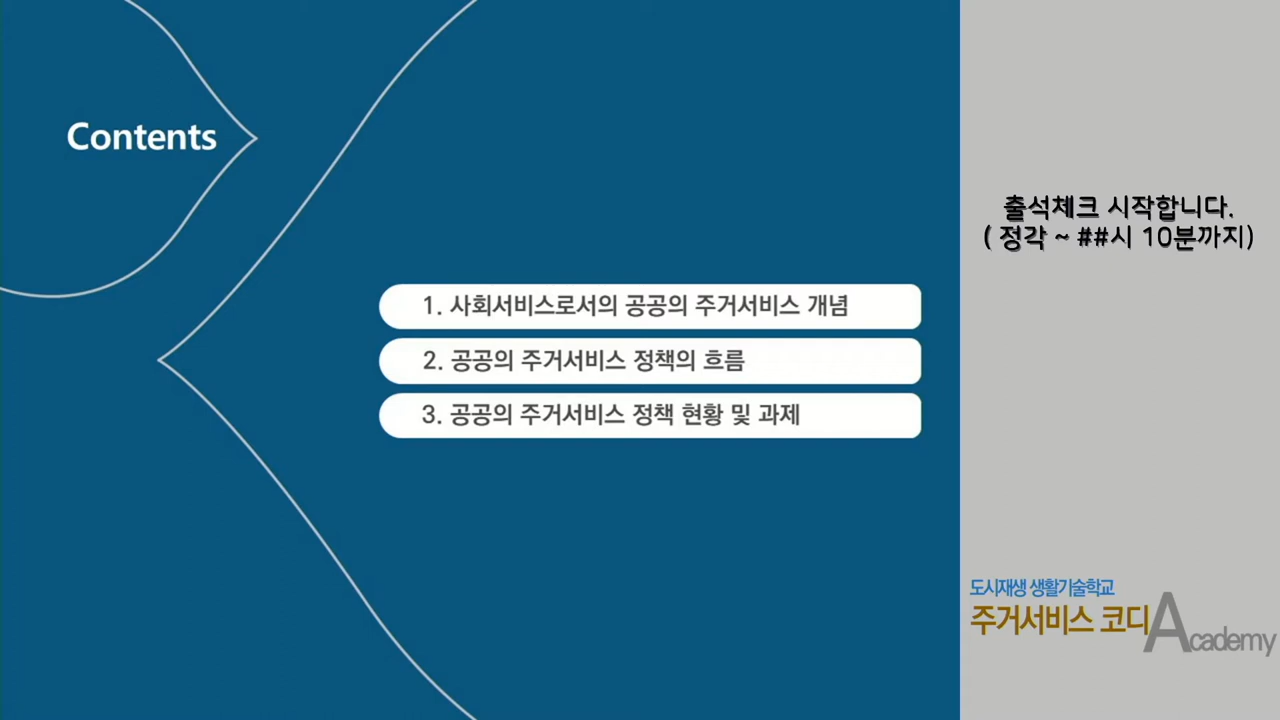 Contents
1. 사회서비스로서의 공공의 주거서비스 개념
2. 공공의 주거서비스 정책의 흐름
3. 공공의 주거서비스 정책 현황 및 과제
출석체크 시작합니다.
( 정각 ~ ##시 10분까지)
도시재생 생활기술학교
주거서비스 코디 Academy